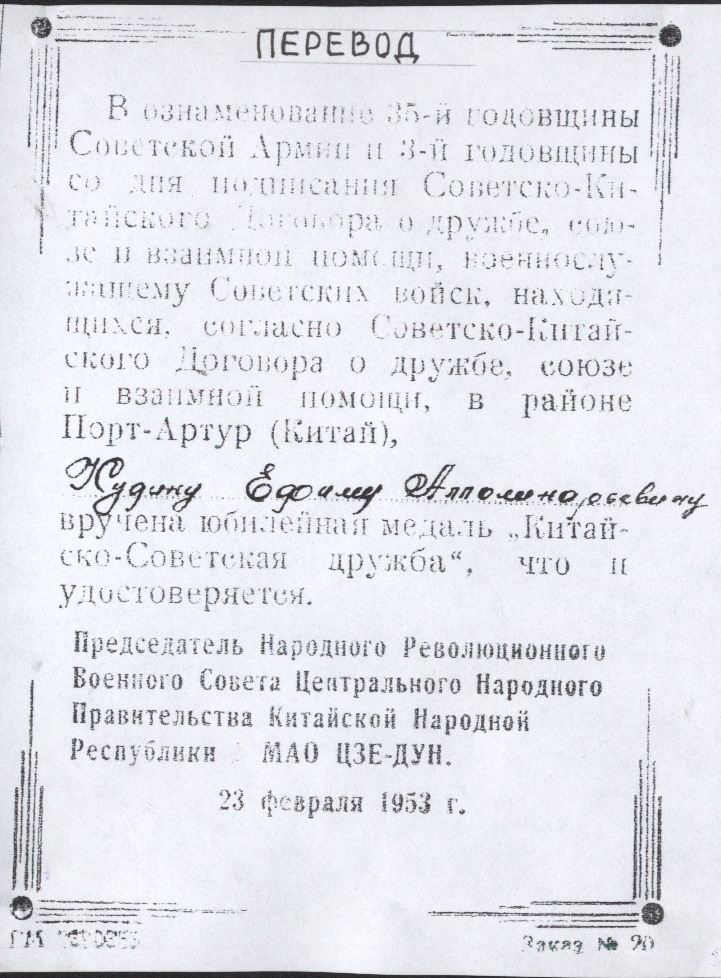 ПЕРЕВОД
В ознаменование 35-й годовщины
Советской Армии и 3-й годовщины
со дня подписания Советско-Ки-
тайского Договора о дружбе, сою-
зе и взаимной помощи, военнослу-
жащему Советских войск, находя-
щихся, согласно Советско-Китай-
ского Договора о дружбе, союзе
и взаимной помощи, в районе
Порт-Артур (Китай),
Кудину Ефиму Апполинарьевичу
вручена юбилейная медаль „Китай-
ско-Советская дружба“, что и
удостоверяется.
Председатель Народного Революционного
Военного Совета Центрального Народного
Правительства Китайской Народной
Республики МАО ЦЗЕ-ДУН.
23 февраля 1953 г.
Заказ № 20